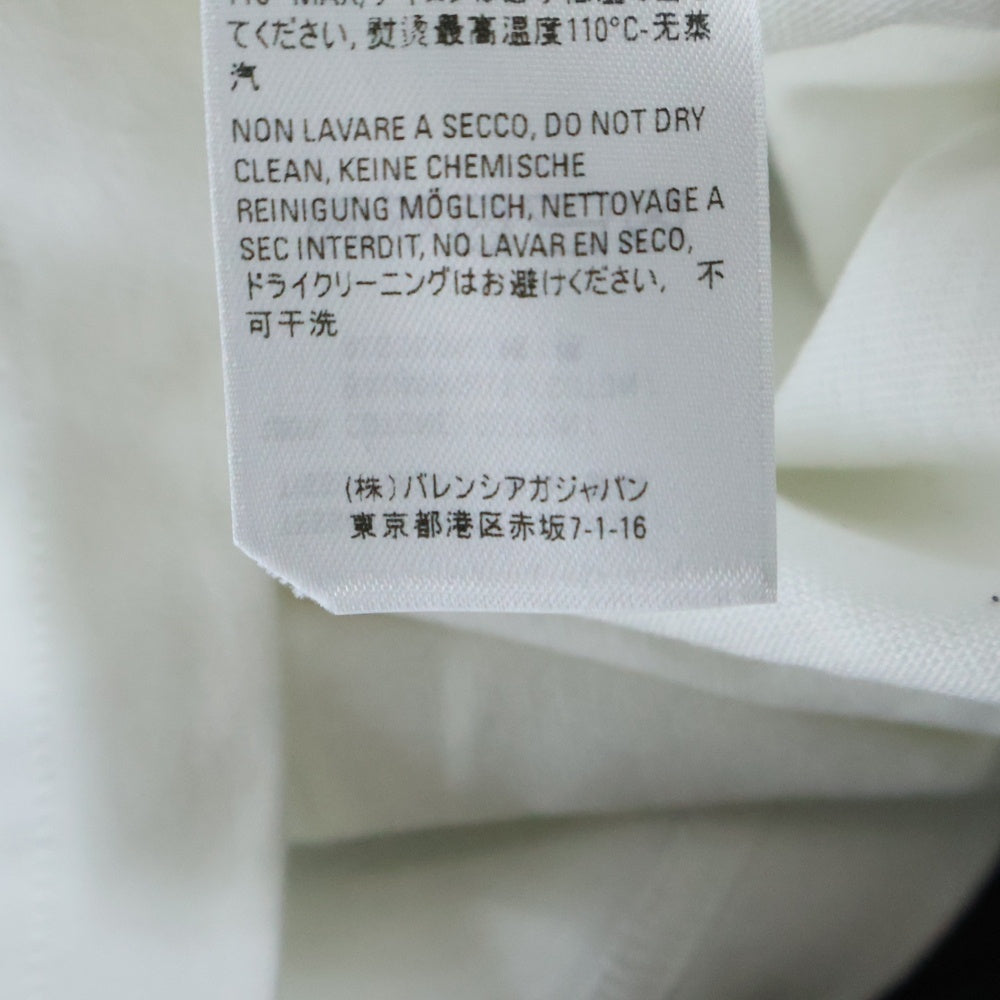 てください, 熨烫最高温度110°C-无蒸
汽
NON LAVARE A SECCO, DO NOT DRY
CLEAN, KEINE CHEMISCHE
REINIGUNG MÖGLICH, NETTOYAGE A
SEC INTERDIT, NO LAVAR EN SECO,
ドライクリーニングはお避けください, 不
可干洗
(株)バレンシアガジャパン
東京都港区赤坂7-1-16